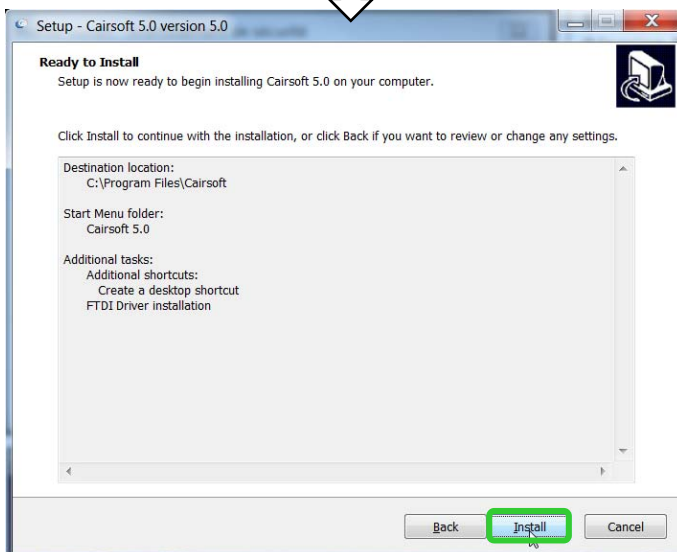 Setup - Cairsoft 5.0 version 5.0
Ready to Install
Setup is now ready to begin installing Cairsoft 5.0 on your computer.
Click Install to continue with the installation, or click Back if you want to review or change any settings.
Destination location:
C:\Program Files\Cairsoft
Start Menu folder:
Cairsoft 5.0
Additional tasks:
Additional shortcuts:
Create a desktop shortcut
FTDI Driver installation
Back
Install
Cancel